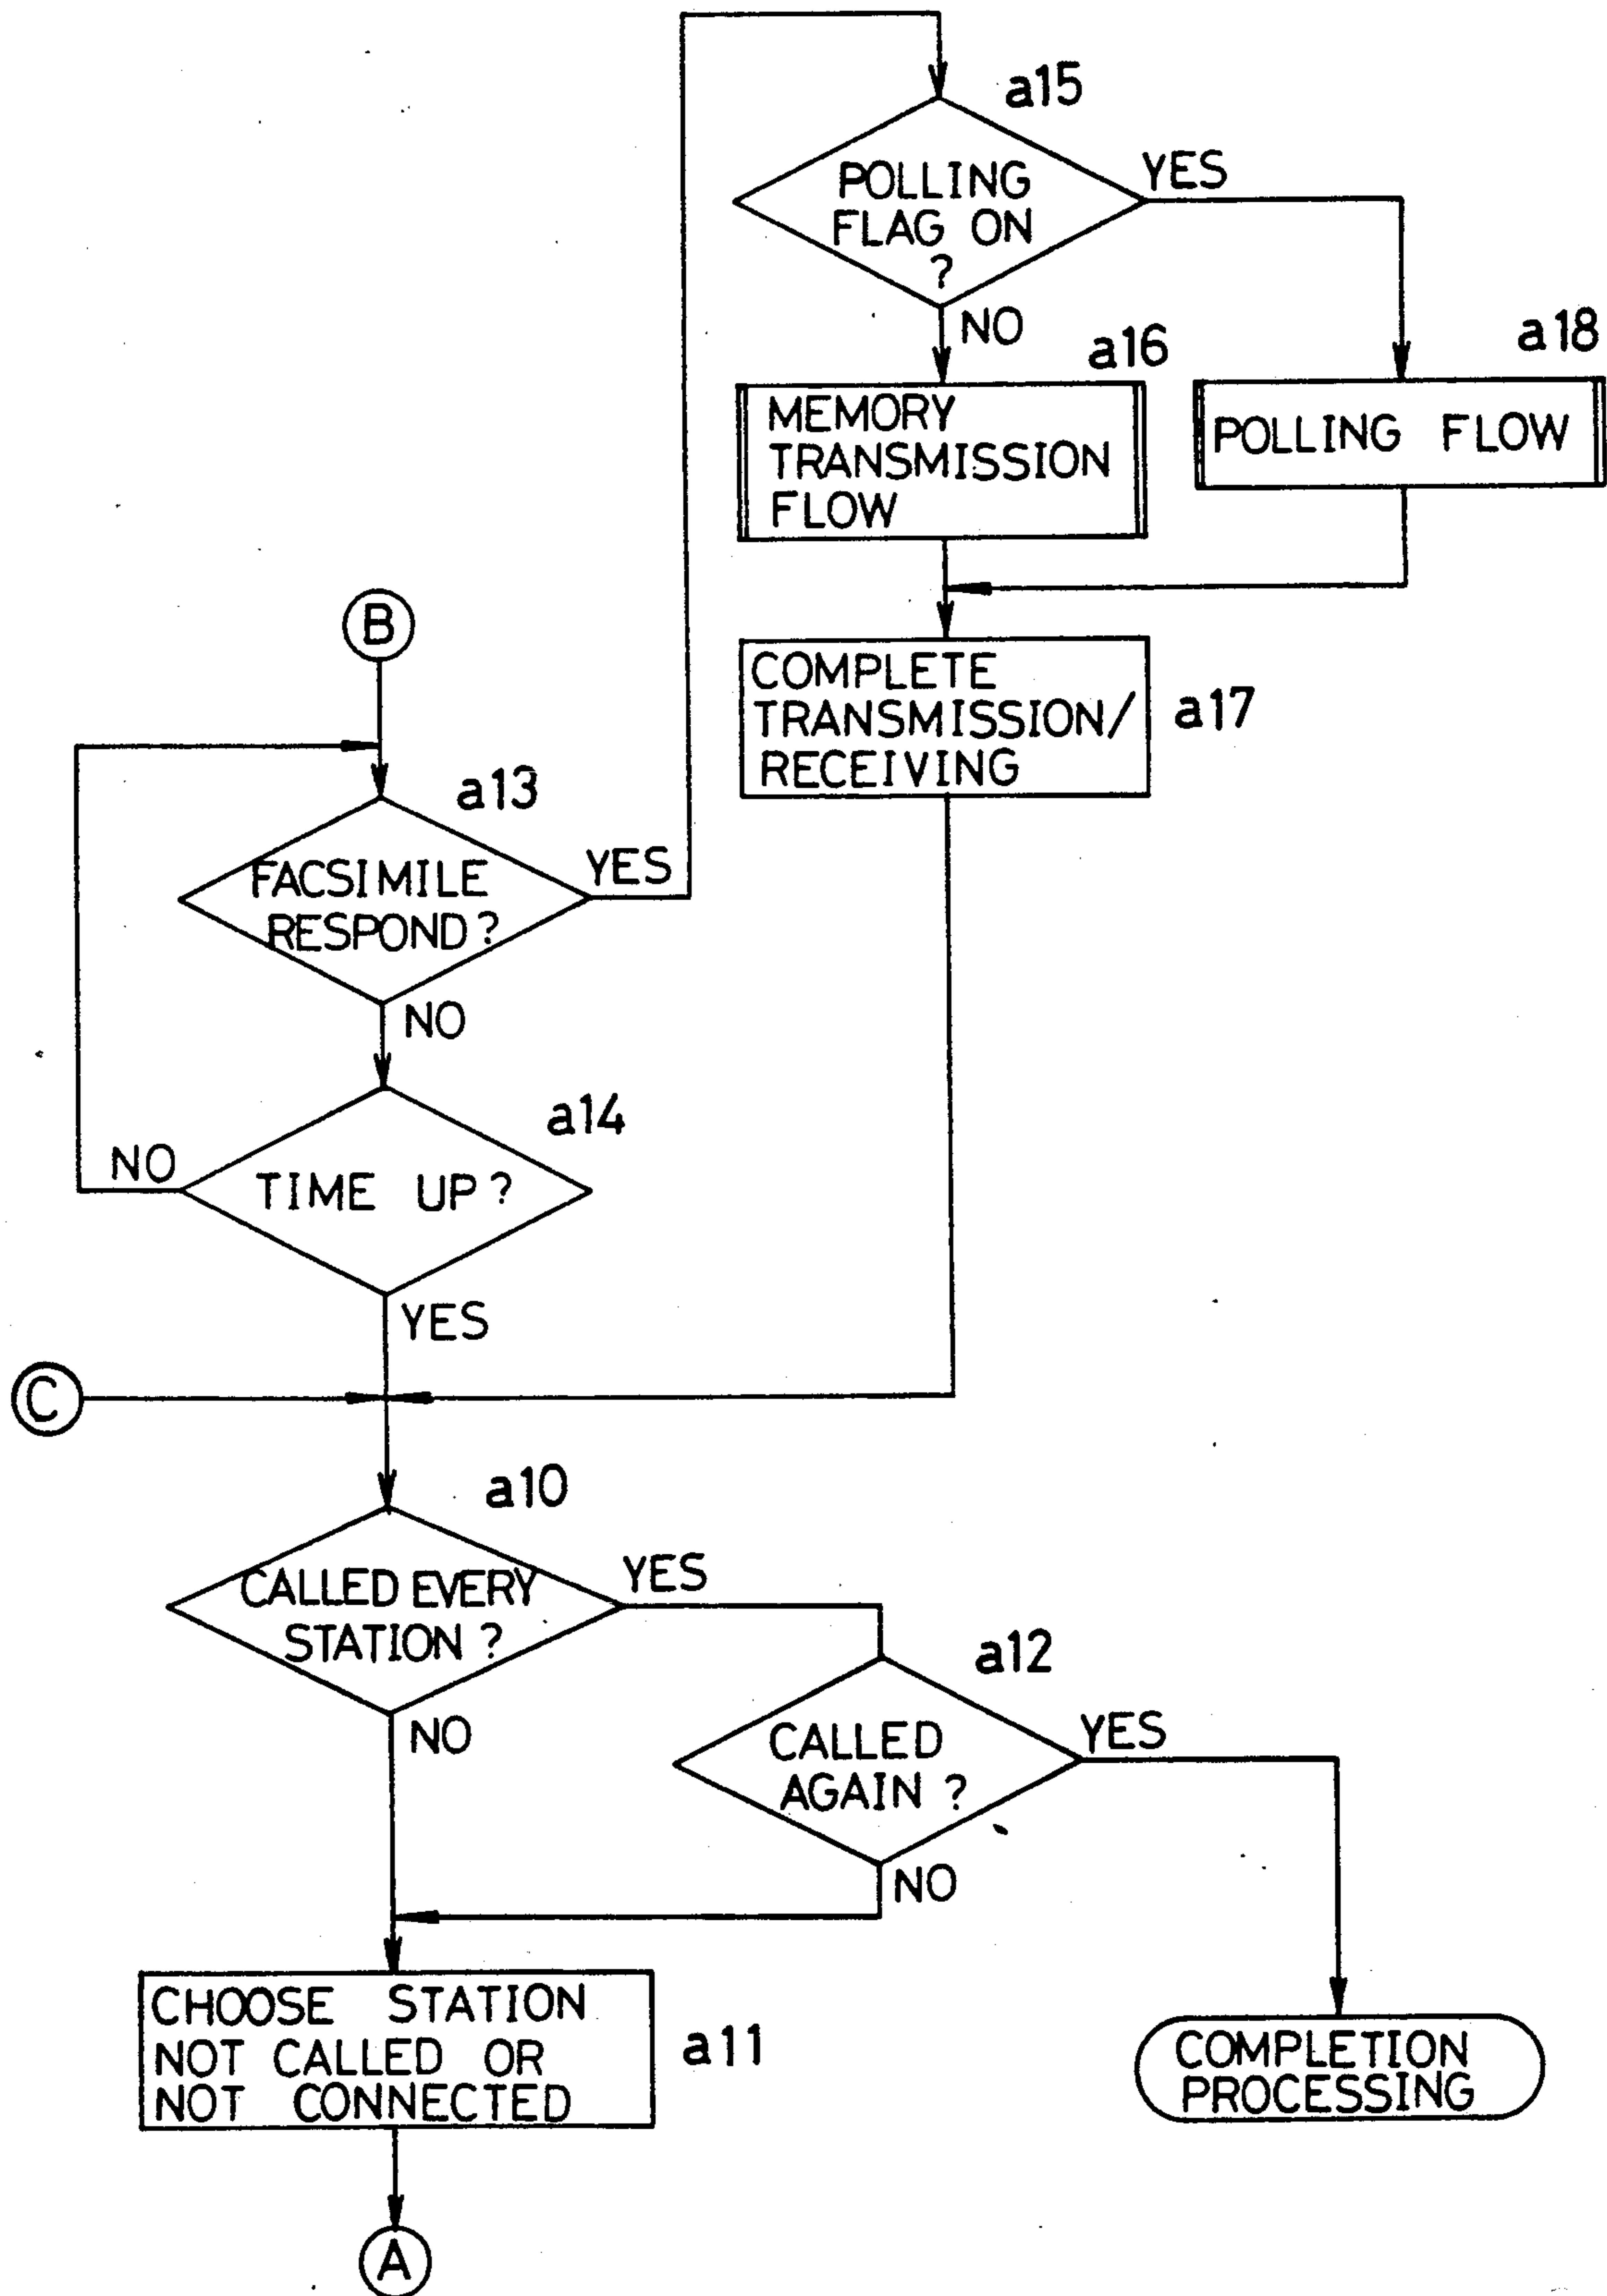 a15
POLLING
FLAG ON
?
YES
NO
a16
a18
MEMORY
TRANSMISSION
FLOW
POLLING FLOW
B
COMPLETE
TRANSMISSION/
RECEIVING
a17
a13
FACSIMILE
RESPOND?
YES
NO
a14
NO
TIME UP?
YES
C
a10
CALLED EVERY
STATION?
YES
a12
NO
CALLED
AGAIN?
YES
NO
CHOOSE STATION
NOT CALLED OR
NOT CONNECTED
a11
COMPLETION
PROCESSING
A